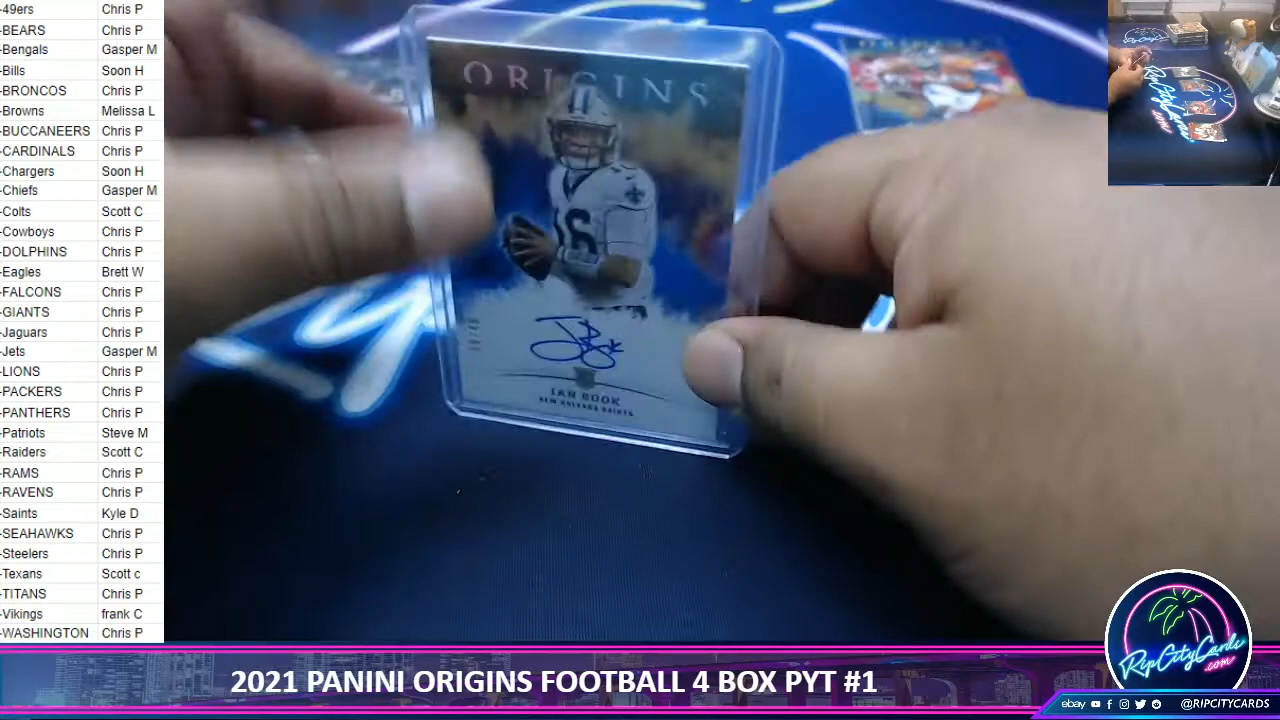 -49ers Chris P
-BEARS Chris P
-Bengals Gasper M
-Bills Soon H
-BRONCOS Chris P
-Browns Melissa L
-BUCCANEERS Chris P
-CARDINALS Chris P
-Chargers Soon H
-Chiefs Gasper M
-Colts Scott C
-Cowboys Chris P
-DOLPHINS Chris P
-Eagles Brett W
-FALCONS Chris P
-GIANTS Chris P
-Jaguars Chris P
-Jets Gasper M
-LIONS Chris P
-PACKERS Chris P
-PANTHERS Chris P
-Patriots Steve M
-Raiders Scott C
-RAMS Chris P
-RAVENS Chris P
-Saints Kyle D
-SEAHAWKS Chris P
-Steelers Chris P
-Texans Scott c
-TITANS Chris P
-Vikings frank C
-WASHINGTON Chris P
ORIGINS
16
IAN BOOK
NEW ORLEANS SAINTS
RipCityCards
.com
2021 PANINI ORIGINS FOOTBALL 4 BOX PYT #1
ebay @RIPCITYCARDS